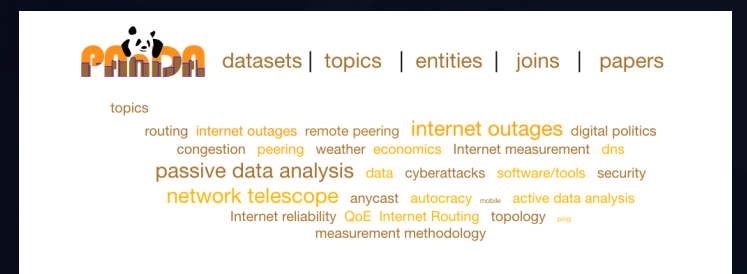 PANDA datasets | topics | entities | joins | papers
topics
routing internet outages remote peering internet outages digital politics
congestion peering weather economics Internet measurement dns
passive data analysis data cyberattacks software/tools security
network telescope anycast autocracy mobile active data analysis
Internet reliability QoE Internet Routing topology ping
measurement methodology